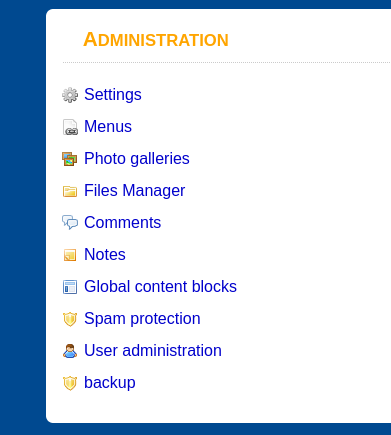 ADMINISTRATION
Settings
Menus
Photo galleries
Files Manager
Comments
Notes
Global content blocks
Spam protection
User administration
backup